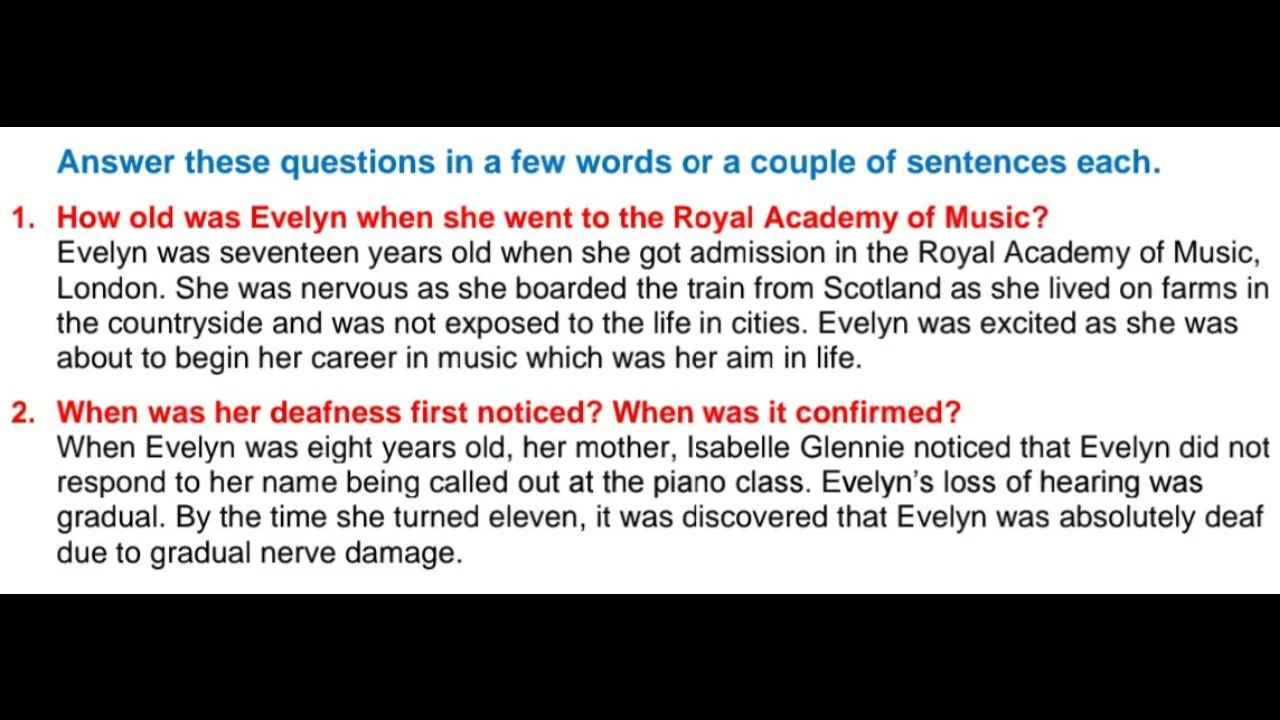 Answer these questions in a few words or a couple of sentences each.
1. How old was Evelyn when she went to the Royal Academy of Music?
Evelyn was seventeen years old when she got admission in the Royal Academy of Music,
London. She was nervous as she boarded the train from Scotland as she lived on farms in
the countryside and was not exposed to the life in cities. Evelyn was excited as she was
about to begin her career in music which was her aim in life.
2. When was her deafness first noticed? When was it confirmed?
When Evelyn was eight years old, her mother, Isabelle Glennie noticed that Evelyn did not
respond to her name being called out at the piano class. Evelyn’s loss of hearing was
gradual. By the time she turned eleven, it was discovered that Evelyn was absolutely deaf
due to gradual nerve damage.